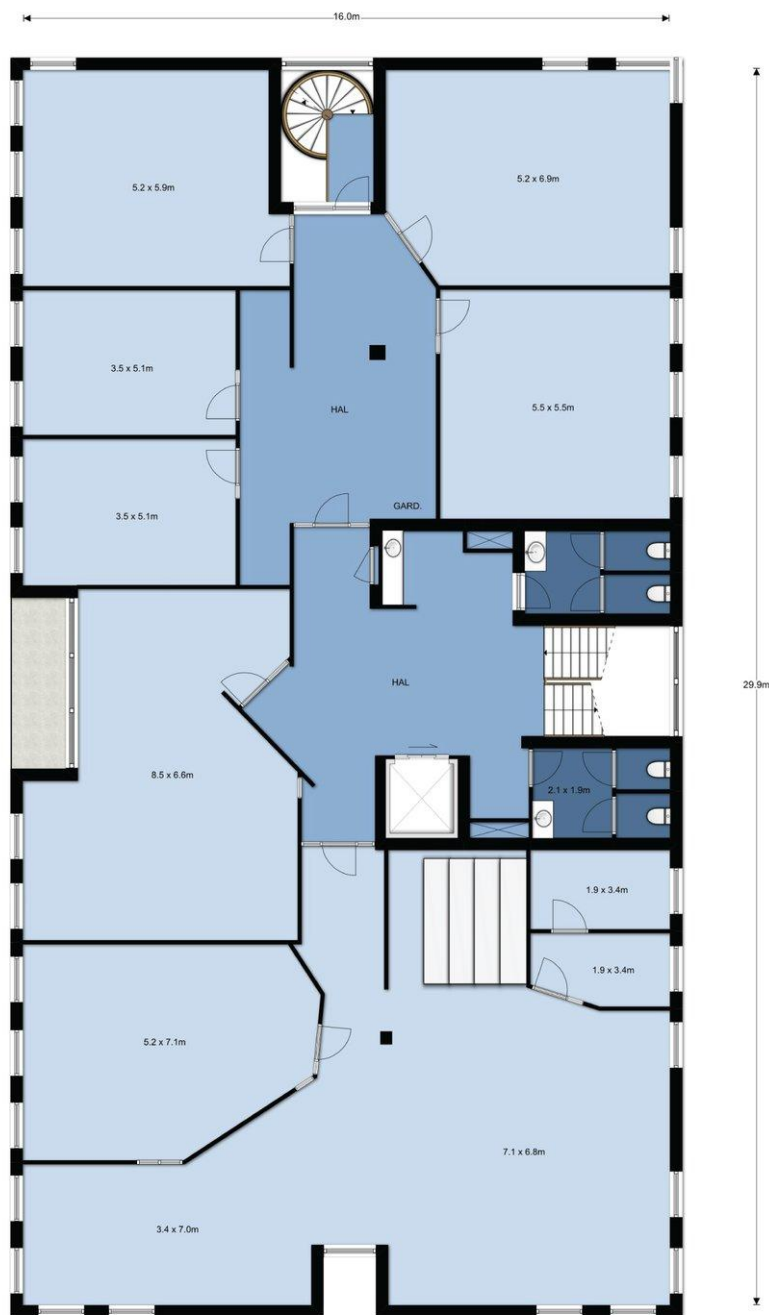 16.0m
5.2 x 5.9m
5.2 x 6.9m
3.5 x 5.1m
HAL
5.5 x 5.5m
3.5 x 5.1m
GARD.
HAL
29.9m
8.5 x 6.6m
2.1 x 1.9m
1.9 x 3.4m
1.9 x 3.4m
5.2 x 7.1m
7.1 x 6.8m
3.4 x 7.0m